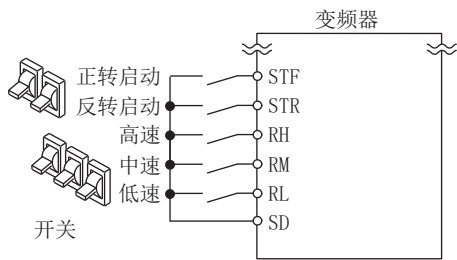 变频器
正转启动 STF
反转启动 STR
高速 RH
中速 RM
低速 RL
SD
开关